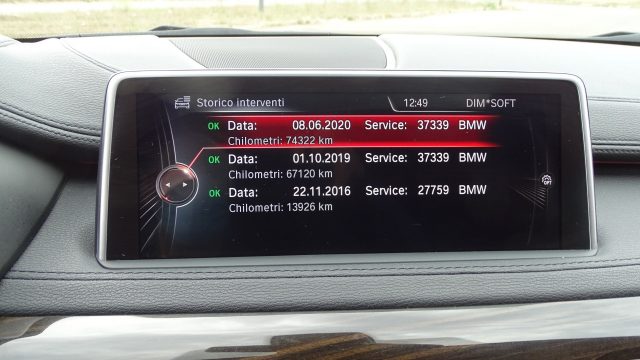 Storico interventi 12:49 DIM*SOFT
OK Data: 08.06.2020 Service: 37339 BMW
Chilometri: 74322 km
OK Data: 01.10.2019 Service: 37339 BMW
Chilometri: 67120 km
OK Data: 22.11.2016 Service: 27759 BMW
Chilometri: 13926 km